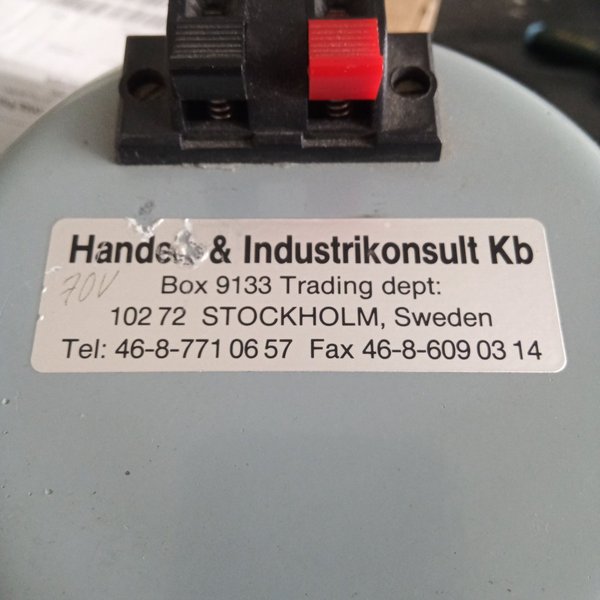 Handels & Industrikonsult Kb
70V
Box 9133 Trading dept:
102 72 STOCKHOLM, Sweden
Tel: 46-8-771 06 57 Fax 46-8-609 03 14